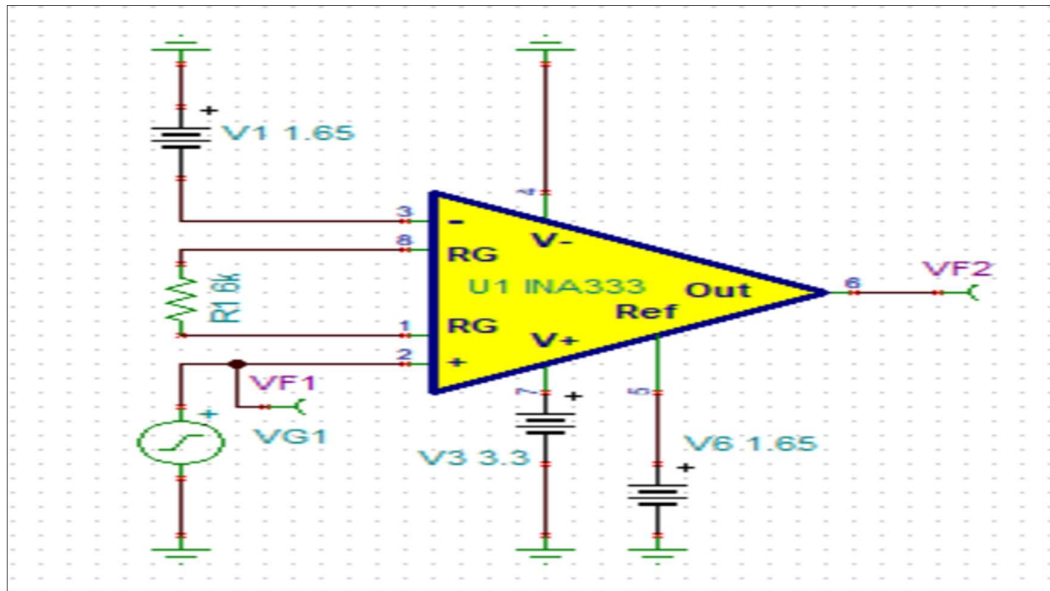 +
V1 1.65
4
3
-
V-
8
RG
VF2
U1 INA333
Out
6
R1 6k
Ref
1
RG
V+
2
+
VF1
+
VG1
7
+
5
V3 3.3
V6 1.65
+